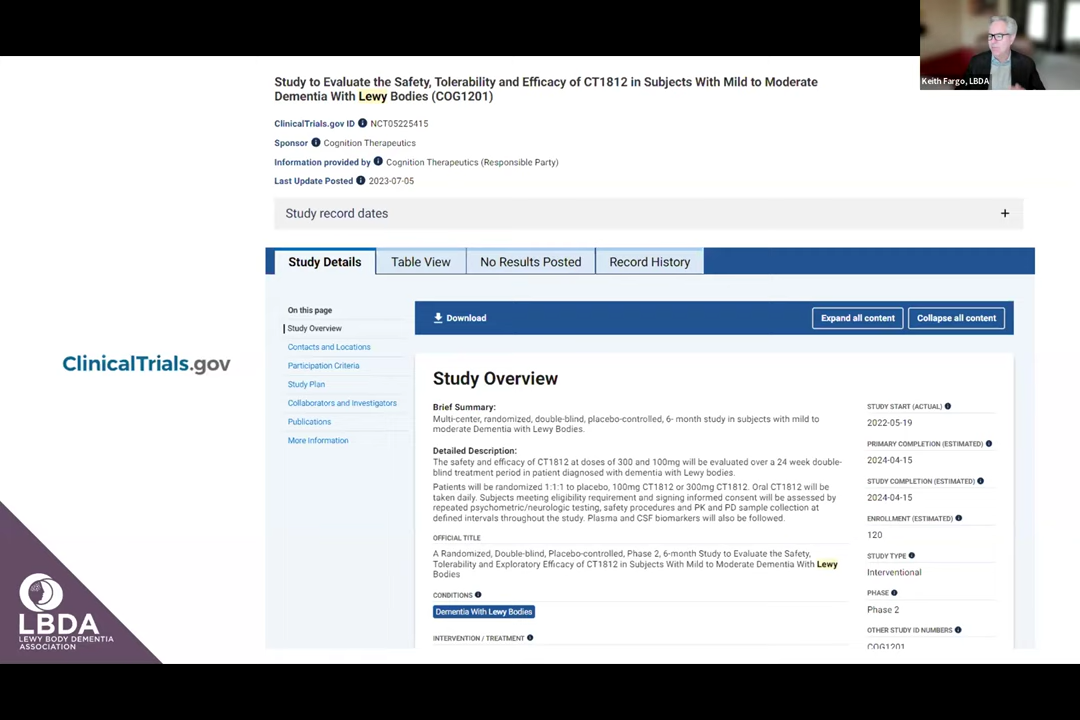 Keith Fargo, LBDA
Study to Evaluate the Safety, Tolerability and Efficacy of CT1812 in Subjects With Mild to Moderate
Dementia With Lewy Bodies (COG1201)
ClinicalTrials.gov ID NCT05225415
Sponsor Cognition Therapeutics
Information provided by Cognition Therapeutics (Responsible Party)
Last Update Posted 2023-07-05
Study record dates +
Study Details
Table View
No Results Posted
Record History
ClinicalTrials.gov
On this page
Study Overview
Contacts and Locations
Participation Criteria
Study Plan
Collaborators and Investigators
Publications
More Information
Download
Expand all content
Collapse all content
Study Overview
Brief Summary:
Multi-center, randomized, double-blind, placebo-controlled, 6- month study in subjects with mild to
moderate Dementia with Lewy Bodies.
Detailed Description:
The safety and efficacy of CT1812 at doses of 300 and 100mg will be evaluated over a 24 week double-
blind treatment period in patient diagnosed with dementia with Lewy bodies.
Patients will be randomized 1:1:1 to placebo, 100mg CT1812 or 300mg CT1812. Oral CT1812 will be
taken daily. Subjects meeting eligibility requirement and signing informed consent will be assessed by
repeated psychometric/neurologic testing, safety procedures and PK and PD sample collection at
defined intervals throughout the study. Plasma and CSF biomarkers will also be followed.
OFFICIAL TITLE
A Randomized, Double-blind, Placebo-controlled, Phase 2, 6-month Study to Evaluate the Safety,
Tolerability and Exploratory Efficacy of CT1812 in Subjects With Mild to Moderate Dementia With Lewy
Bodies
CONDITIONS
Dementia With Lewy Bodies
INTERVENTION / TREATMENT
STUDY START (ACTUAL)
2022-05-19
PRIMARY COMPLETION (ESTIMATED)
2024-04-15
STUDY COMPLETION (ESTIMATED)
2024-04-15
ENROLLMENT (ESTIMATED)
120
STUDY TYPE
Interventional
PHASE
Phase 2
OTHER STUDY ID NUMBERS
COG1201
LBDA
LEWY BODY DEMENTIA
ASSOCIATION